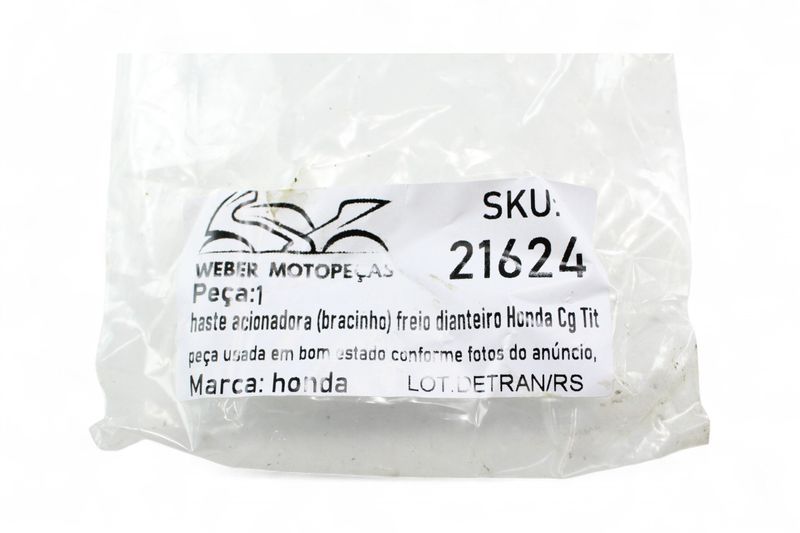 SKU:
21624
WEBER MOTOPEÇAS
Peça:1
haste acionadora (bracinho) freio dianteiro Honda Cg Tit
peça usada em bom estado conforme fotos do anúncio,
Marca: honda LOT.DETRAN/RS